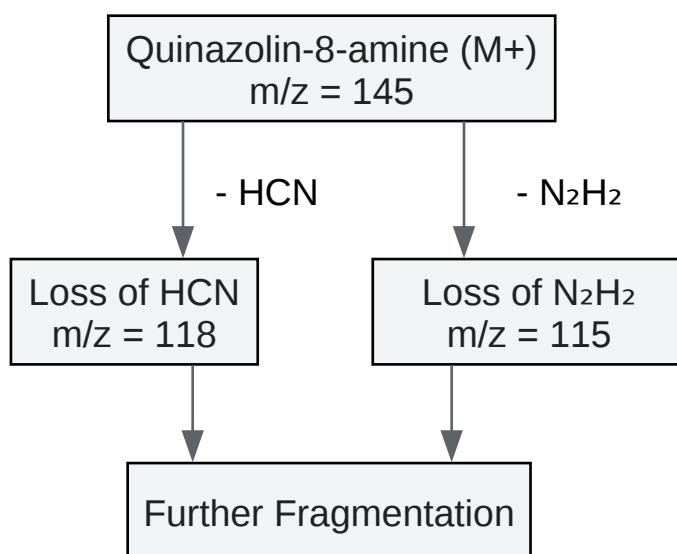 Quinazolin-8-amine (M+)
m/z = 145
- HCN
- N₂H₂
Loss of HCN
m/z = 118
Loss of N₂H₂
m/z = 115
Further Fragmentation